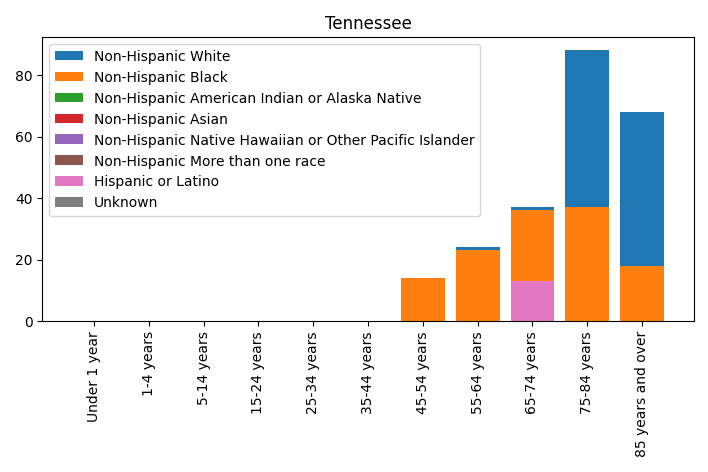 Tennessee
Non-Hispanic White
Non-Hispanic Black
Non-Hispanic American Indian or Alaska Native
Non-Hispanic Asian
Non-Hispanic Native Hawaiian or Other Pacific Islander
Non-Hispanic More than one race
Hispanic or Latino
Unknown
80
60
40
20
0
Under 1 year
1-4 years
5-14 years
15-24 years
25-34 years
35-44 years
45-54 years
55-64 years
65-74 years
75-84 years
85 years and over